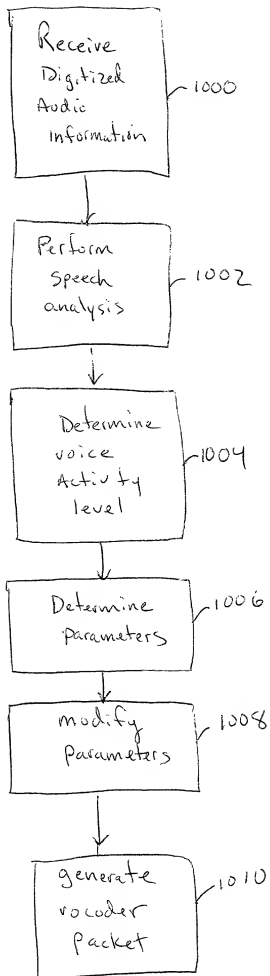 Receive
Digitized
Audio
information
1000
Perform
speech
analysis
1002
Determine
voice
Activity
level
1004
Determine
Parameters
1006
modify
Parameters
1008
generate
vocoder
Packet
1010